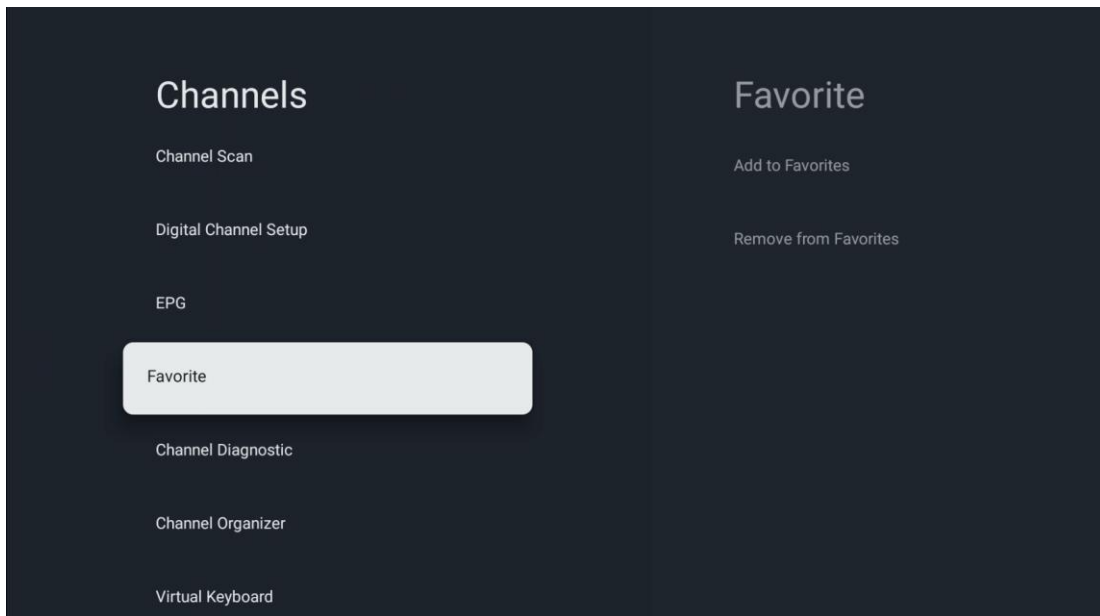 Channels
Channel Scan
Digital Channel Setup
EPG
Favorite
Channel Diagnostic
Channel Organizer
Virtual Keyboard
Favorite
Add to Favorites
Remove from Favorites